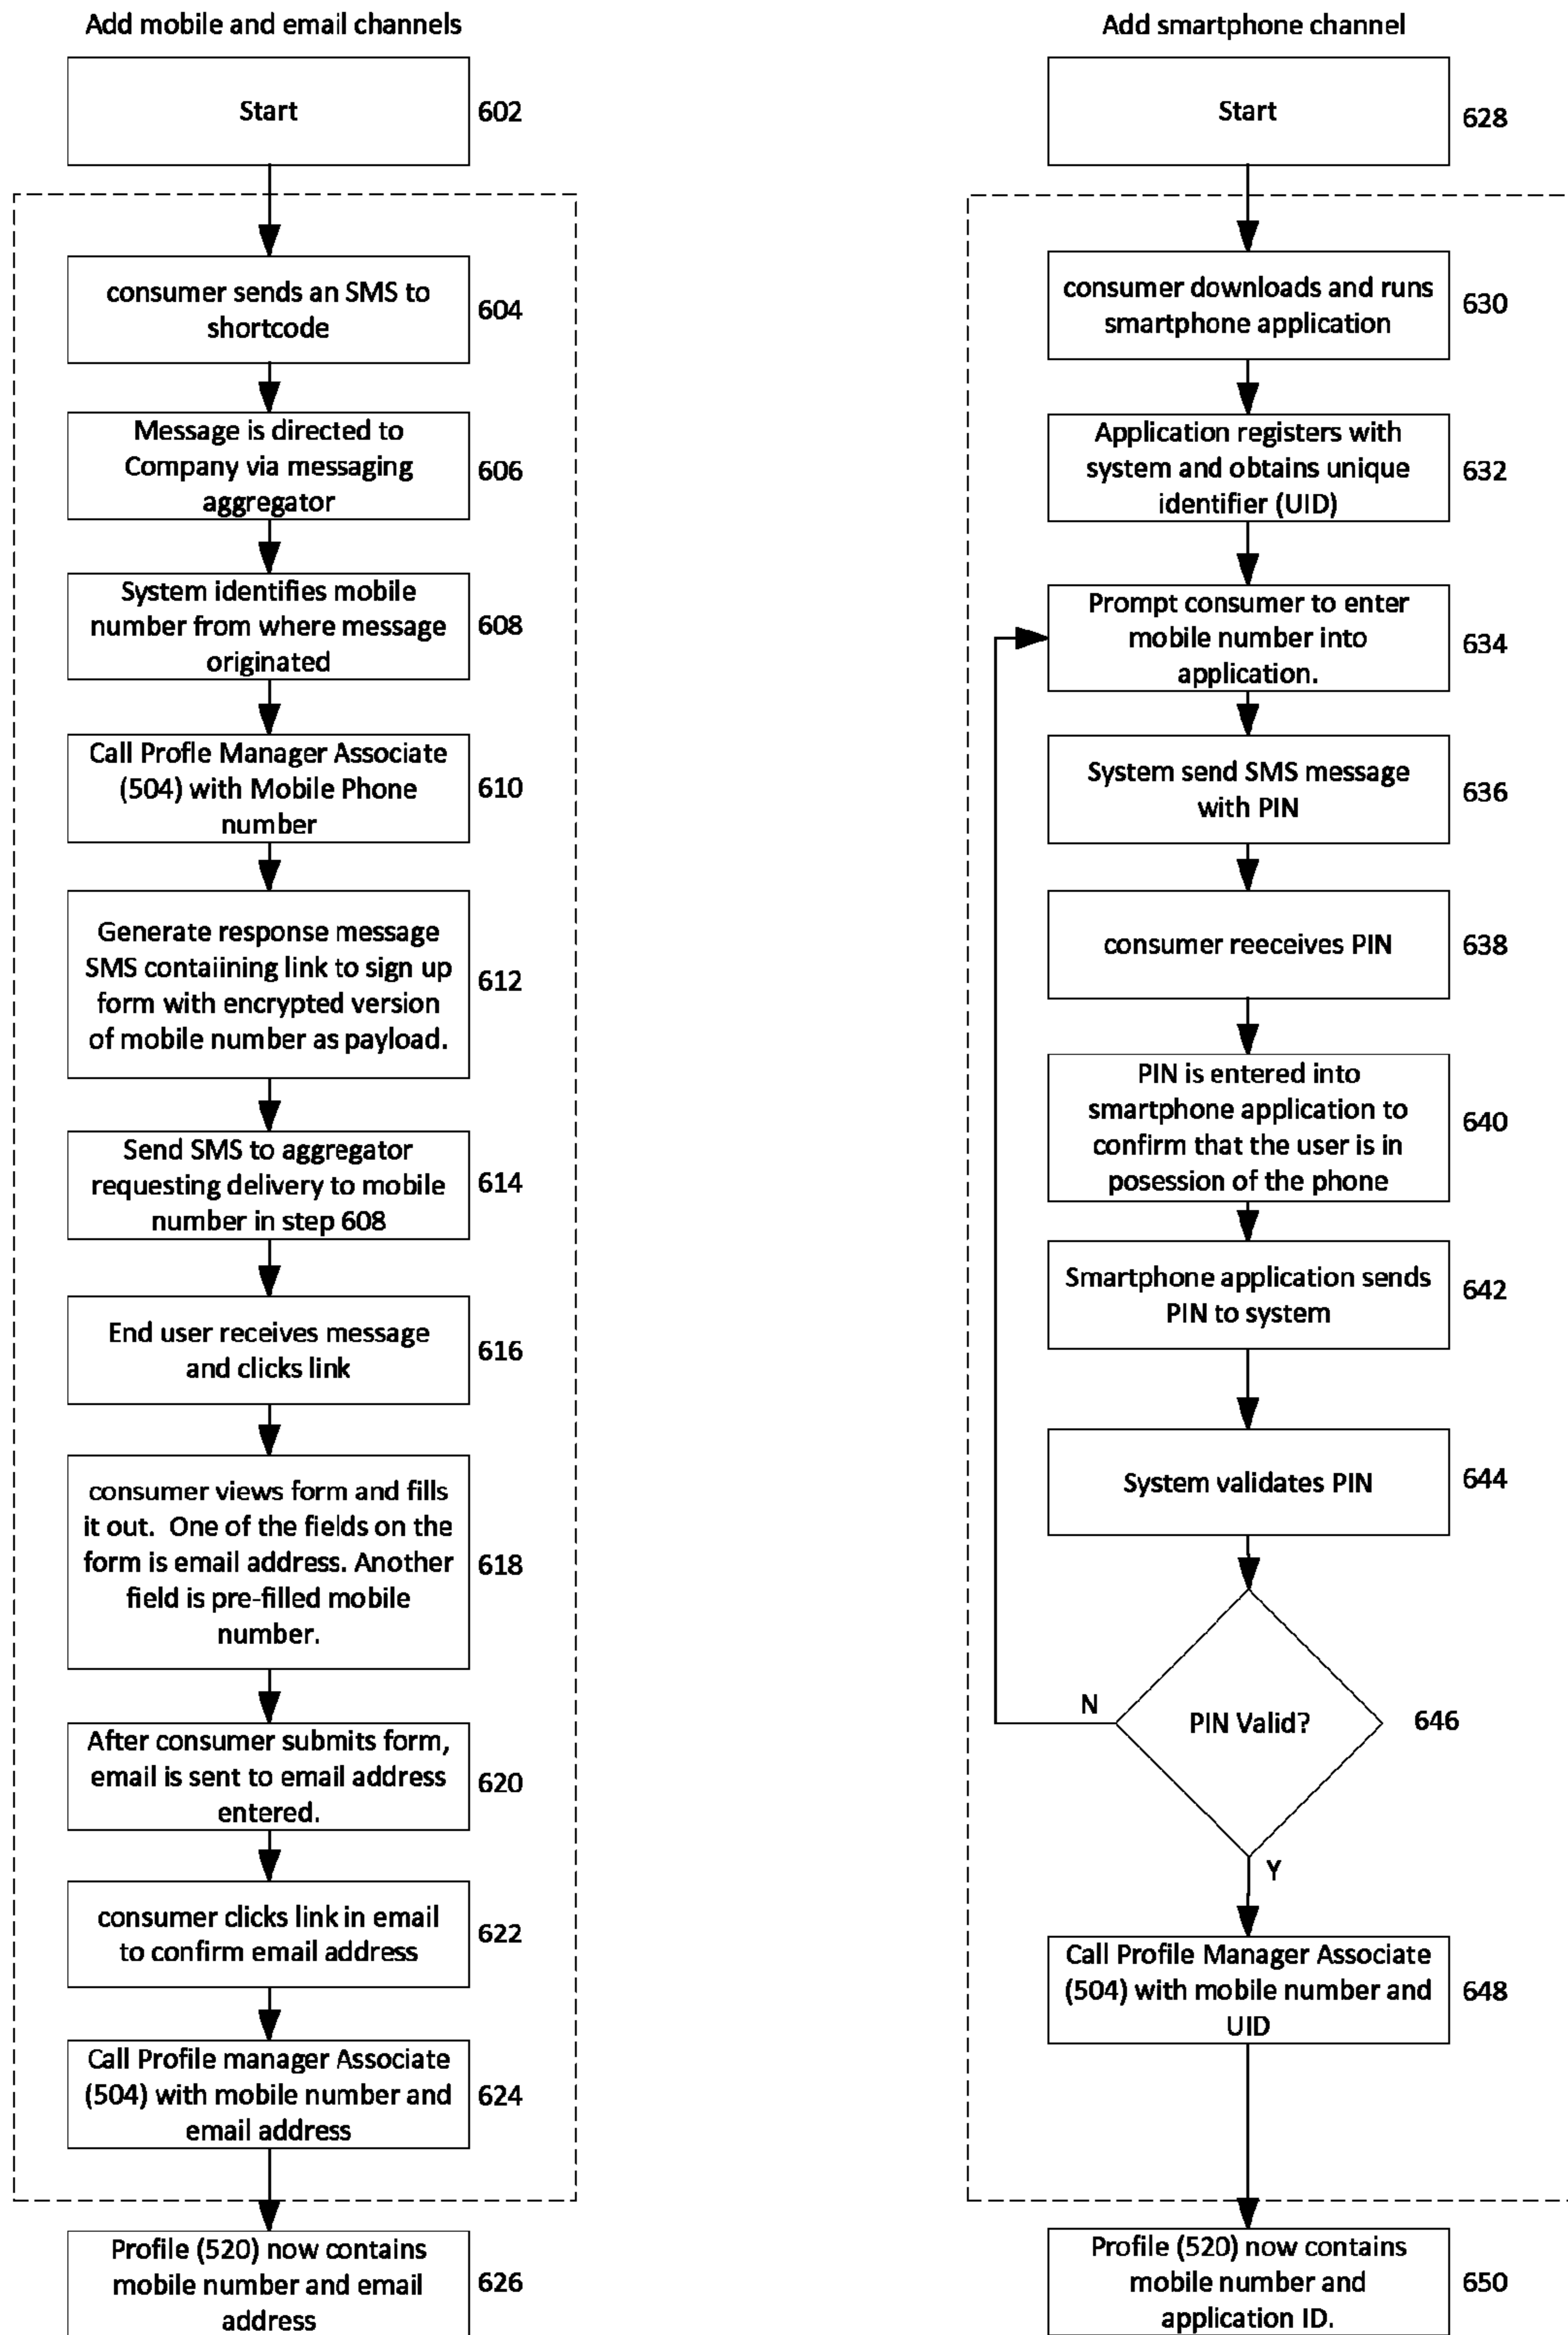 Add mobile and email channels
Start
602
consumer sends an SMS to
shortcode
604
Message is directed to
Company via messaging
aggregator
606
System identifies mobile
number from where message
originated
608
Call Profle Manager Associate
(504) with Mobile Phone
number
610
Generate response message
SMS contaiining link to sign up
form with encrypted version
of mobile number as payload.
612
Send SMS to aggregator
requesting delivery to mobile
number in step 608
614
End user receives message
and clicks link
616
consumer views form and fills
it out. One of the fields on the
form is email address. Another
field is pre-filled mobile
number.
618
After consumer submits form,
email is sent to email address
entered.
620
consumer clicks link in email
to confirm email address
622
Call Profile manager Associate
(504) with mobile number and
email address
624
Profile (520) now contains
mobile number and email
address
626
Add smartphone channel
Start
628
consumer downloads and runs
smartphone application
630
Application registers with
system and obtains unique
identifier (UID)
632
Prompt consumer to enter
mobile number into
application.
634
System send SMS message
with PIN
636
consumer reeceives PIN
638
PIN is entered into
smartphone application to
confirm that the user is in
posession of the phone
640
Smartphone application sends
PIN to system
642
System validates PIN
644
N
PIN Valid?
646
Y
Call Profile Manager Associate
(504) with mobile number and
UID
648
Profile (520) now contains
mobile number and
application ID.
650